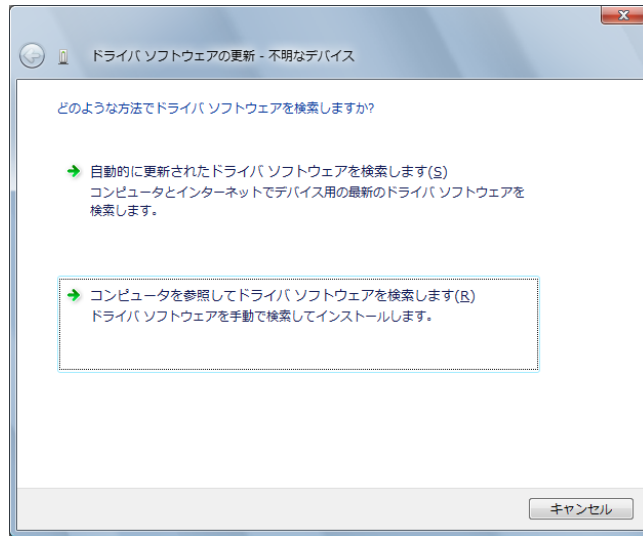 ドライバ ソフトウェアの更新 - 不明なデバイス
どのような方法でドライバ ソフトウェアを検索しますか?
自動的に更新されたドライバ ソフトウェアを検索します(S)
コンピュータとインターネットでデバイス用の最新のドライバ ソフトウェアを
検索します。
コンピュータを参照してドライバ ソフトウェアを検索します(R)
ドライバ ソフトウェアを手動で検索してインストールします。
キャンセル